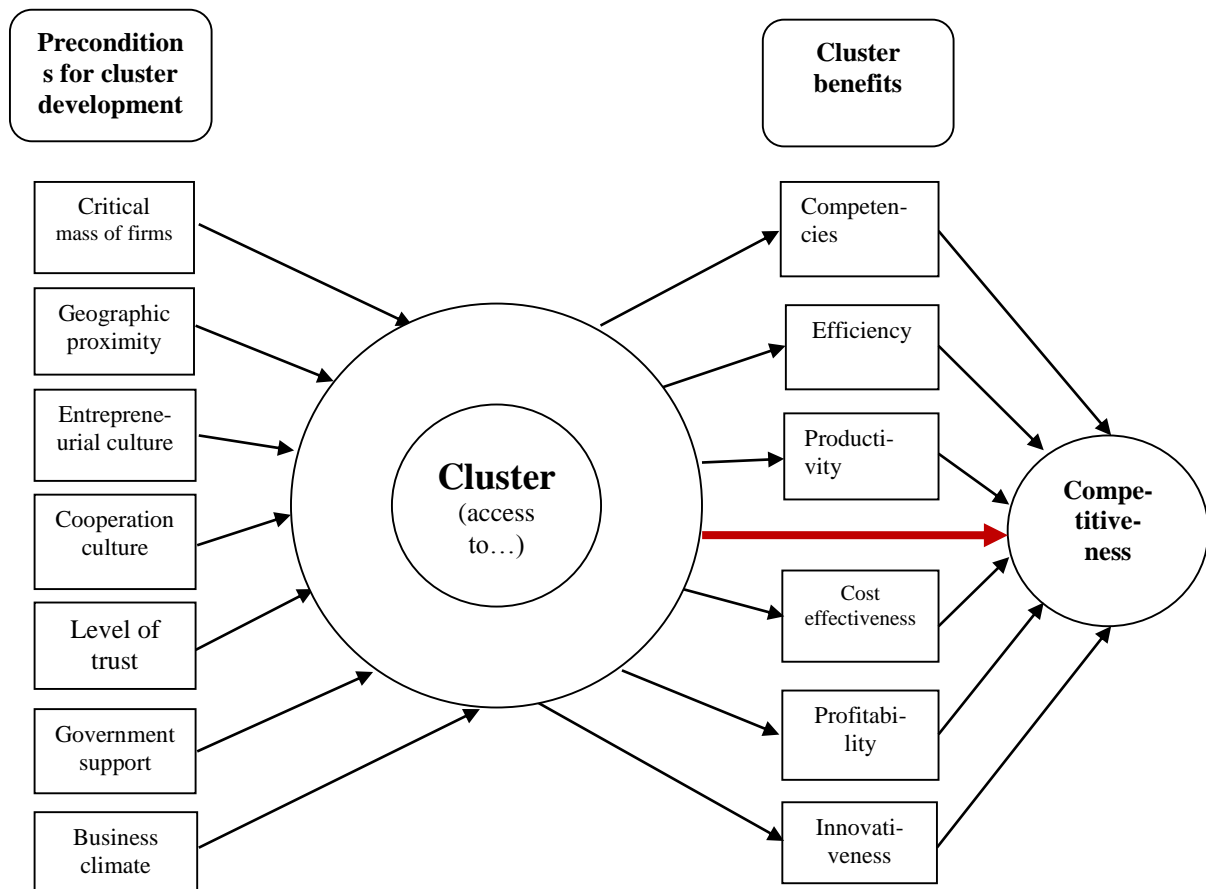 Precondition
s for cluster
development
Cluster
benefits
Critical
mass of firms
Geographic
proximity
Entreprene-
urial culture
Cooperation
culture
Level of
trust
Government
support
Business
climate
Cluster
(access
to…)
Competen-
cies
Efficiency
Producti-
vity
Cost
effectiveness
Profitabi-
lity
Innovati-
veness
Compe-
titive-
ness